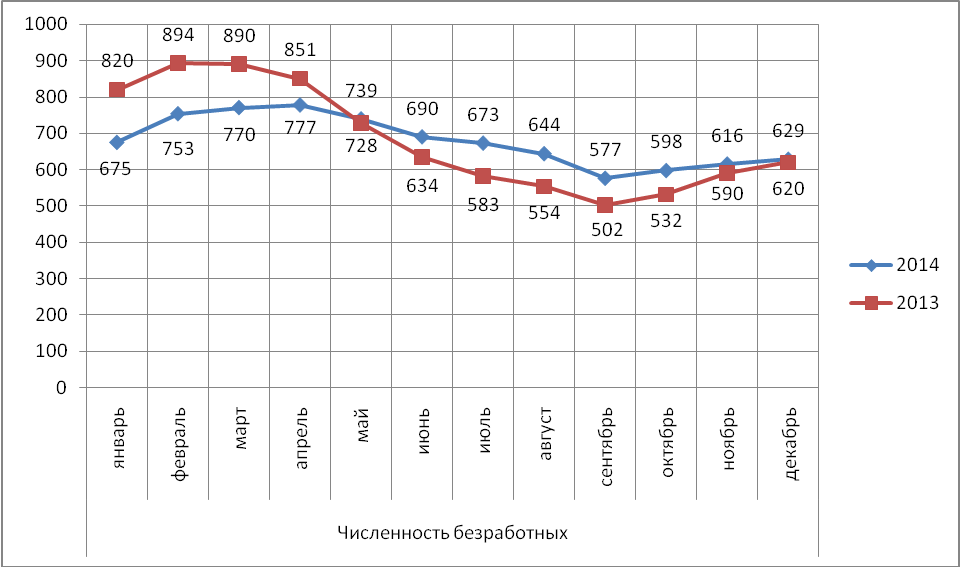 1000
900
800
700
600
500
400
300
200
100
0
820 894 890 851 739 690 673 644 577 598 616 629
675 753 770 777 728 634 583 554 502 532 590 620
январь
февраль
март
апрель
май
июнь
июль
август
сентябрь
октябрь
ноябрь
декабрь
Численность безработных
2014
2013